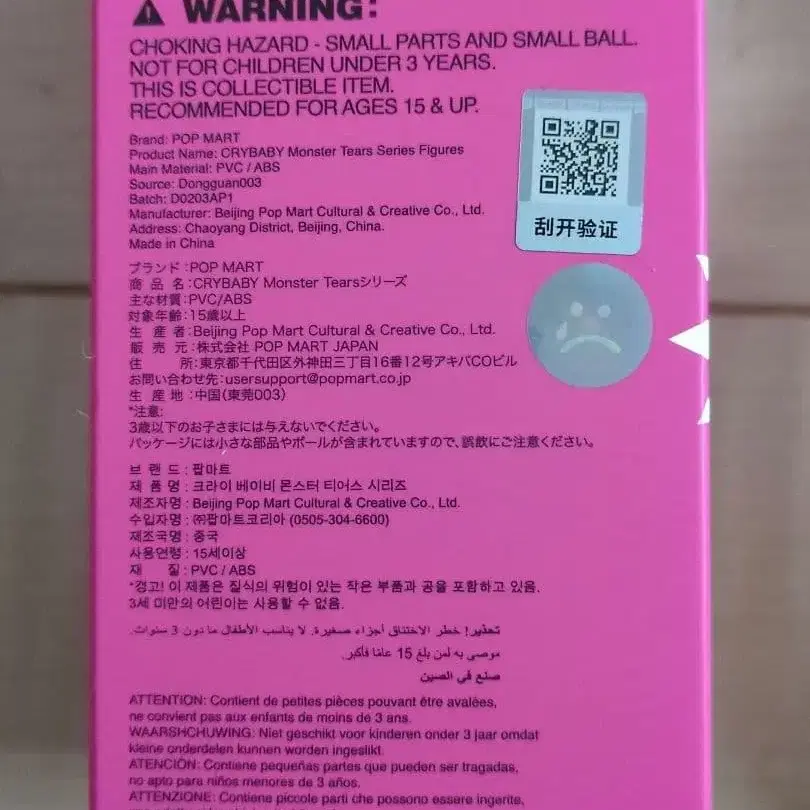 WARNING:
CHOKING HAZARD - SMALL PARTS AND SMALL BALL.
NOT FOR CHILDREN UNDER 3 YEARS.
THIS IS COLLECTIBLE ITEM.
RECOMMENDED FOR AGES 15 & UP.
Brand: POP MART
Product Name: CRYBABY Monster Tears Series Figures
Main Material: PVC / ABS
Source: Dongguan003
Batch: D0203AP1
Manufacturer: Beijing Pop Mart Cultural & Creative Co., Ltd.
Address: Chaoyang District, Beijing, China.
Made in China
刮开验证
ブランド:POP MART
商品名:CRYBABY Monster Tearsシリーズ
主な材質:PVC/ABS
対象年齢:15歳以上
生産者:Beijing Pop Mart Cultural & Creative Co., Ltd.
販売元:株式会社 POP MART JAPAN
住所:東京都千代田区外神田三丁目16番12号アキバCOビル
お問い合わせ先:usersupport@popmart.co.jp
生産地:中国(東莞003)
*注意:
3歳以下のお子さまには与えないでください。
パッケージには小さな部品やボールが含まれていますので、誤飲にご注意ください。
브랜드 : 팝마트
제품명 : 크라이 베이비 몬스터 티어스 시리즈
제조자명 : Beijing Pop Mart Cultural & Creative Co., Ltd.
수입자명 : ㈜팝마트코리아 (0505-304-6600)
제조국명 : 중국
사용연령 : 15세이상
재질 : PVC / ABS
*경고! 이 제품은 질식의 위험이 있는 작은 부품과 공을 포함하고 있음.
3세 미만의 어린이는 사용할 수 없음.
تحذير! خطر الاختناق أجزاء صغيرة. لا يناسب الأطفال ما دون 3 سنوات.
موصى به لمن بلغ 15 عامًا فأكبر.
صنع في الصين
ATTENTION: Contient de petites pièces pouvant être avalées,
ne convient pas aux enfants de moins de 3 ans.
WAARSHCHUWING: Niet geschikt voor kinderen onder 3 jaar omdat
kleine onderdelen kunnen worden ingeslikt.
ATENCIÓN: Contiene pequeñas partes que pueden ser tragadas,
no apto para niños menores de 3 años.
ATTENZIONE: Contiene piccole parti che possono essere ingerite,